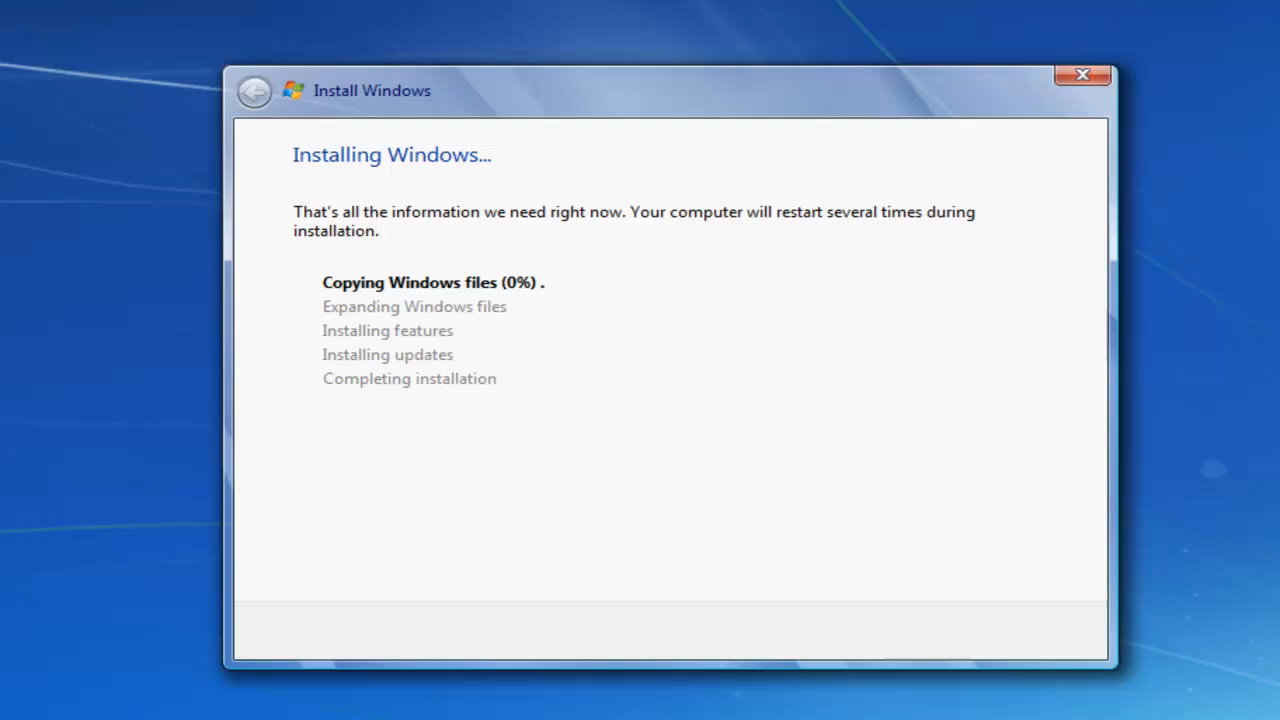 Install Windows
Installing Windows...
That's all the information we need right now. Your computer will restart several times during
installation.
Copying Windows files (0%) .
Expanding Windows files
Installing features
Installing updates
Completing installation